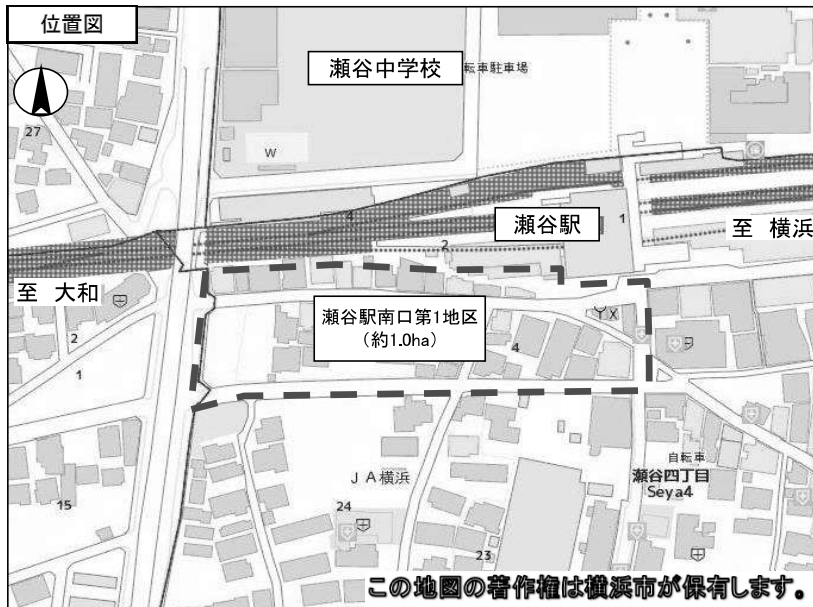 位置図
瀬谷中学校
転車駐車場
27
W
4
瀬谷駅
1
至 横浜
2
至 大和
瀬谷駅南口第1地区
（約1.0ha）
2
4
1
自転車
JA横浜
瀬谷四丁目
Seya4
15
24
23
この地図の著作権は横浜市が保有します。